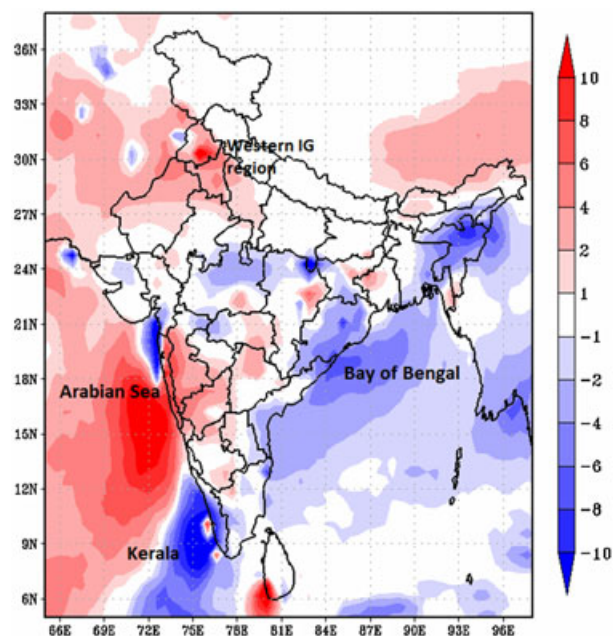 36N
33N
30N
27N
24N
21N
18N
15N
12N
9N
6N
66E 69E 72E 75E 78E 81E 84E 87E 90E 93E 96E
Western IG
region
Arabian Sea
Bay of Bengal
Kerala
10
8
6
4
2
1
-1
-2
-4
-6
-8
-10